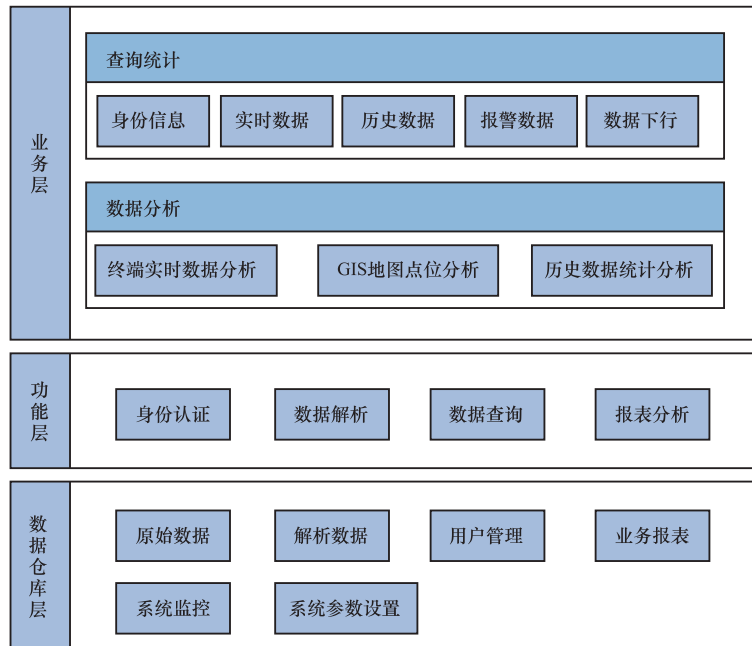 业务层
查询统计
身份信息 实时数据 历史数据 报警数据 数据下行
数据分析
终端实时数据分析 GIS地图点位分析 历史数据统计分析
功能层
身份认证 数据解析 数据查询 报表分析
数据仓库层
原始数据 解析数据 用户管理 业务报表
系统监控 系统参数设置